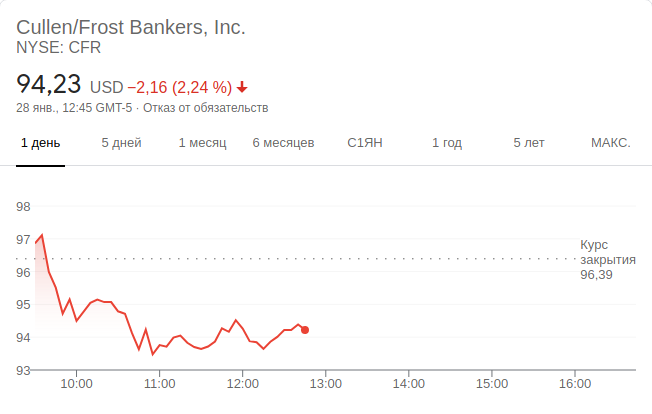 Cullen/Frost Bankers, Inc.
NYSE: CFR
94,23 USD −2,16 (2,24 %)
28 янв., 12:45 GMT-5 · Отказ от обязательств
1 день 5 дней 1 месяц 6 месяцев С1ЯН 1 год 5 лет МАКС.
98
97
96
95
94
93
Курс
закрытия
96,39
10:00 11:00 12:00 13:00 14:00 15:00 16:00